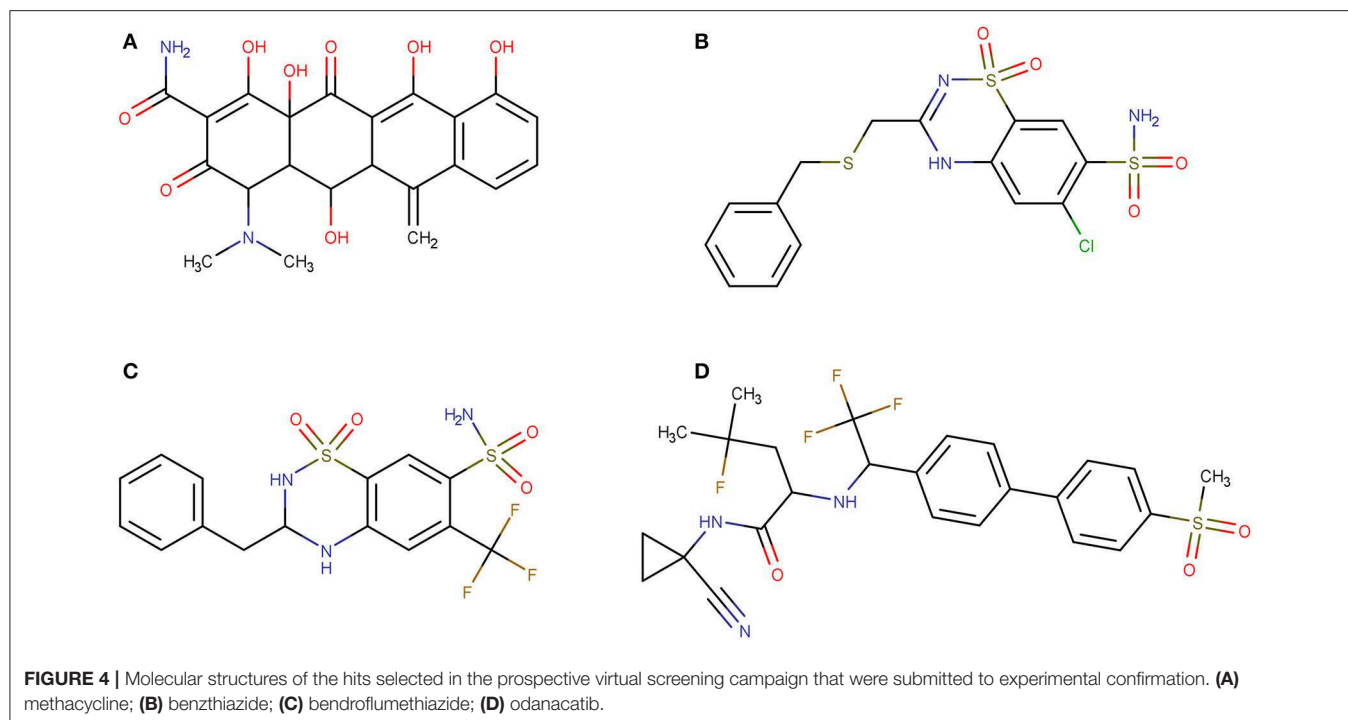 A
NH2
OH
OH
O
OH
OH
O
O
N
H3C
CH3
OH
CH2
B
O
O
N
S
NH2
S
HN
S
O
O
Cl
C
O
O
S
HN
H2N
O
S
O
N
H
F
F
F
D
CH3
H3C
F
F
F
F
NH
HN
O
N
CH3
S
O
O
FIGURE 4 | Molecular structures of the hits selected in the prospective virtual screening campaign that were submitted to experimental confirmation. (A)
methacycline; (B) benzthiazide; (C) bendroflumethiazide; (D) odanacatib.